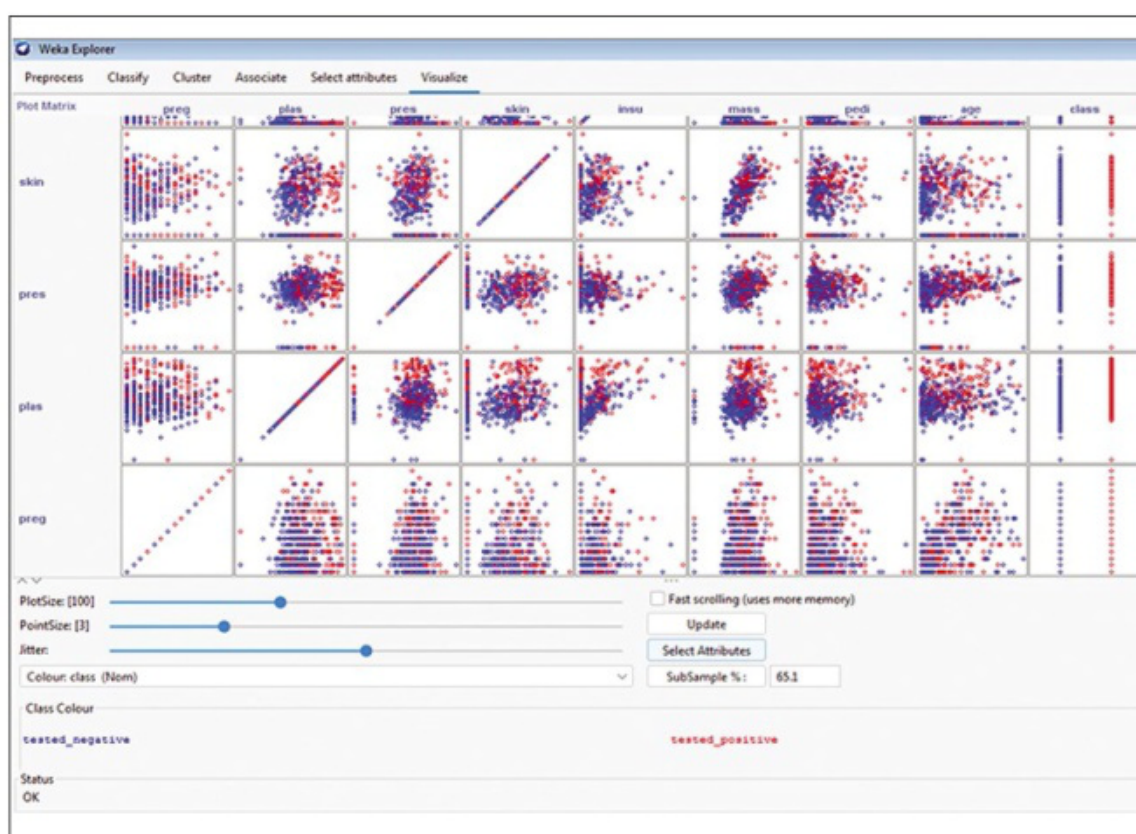 Weka Explorer
Preprocess Classify Cluster Associate Select attributes Visualize
Plot Matrix preg plas pres skin insu mass pedi age class
skin
pres
plas
preg
PlotSize: [100]
Fast scrolling (uses more memory)
PointSize: [3]
Update
Jitter:
Select Attributes
Colour: class (Nom)
SubSample % : 65.1
Class Colour
tested_negative tested_positive
Status
OK